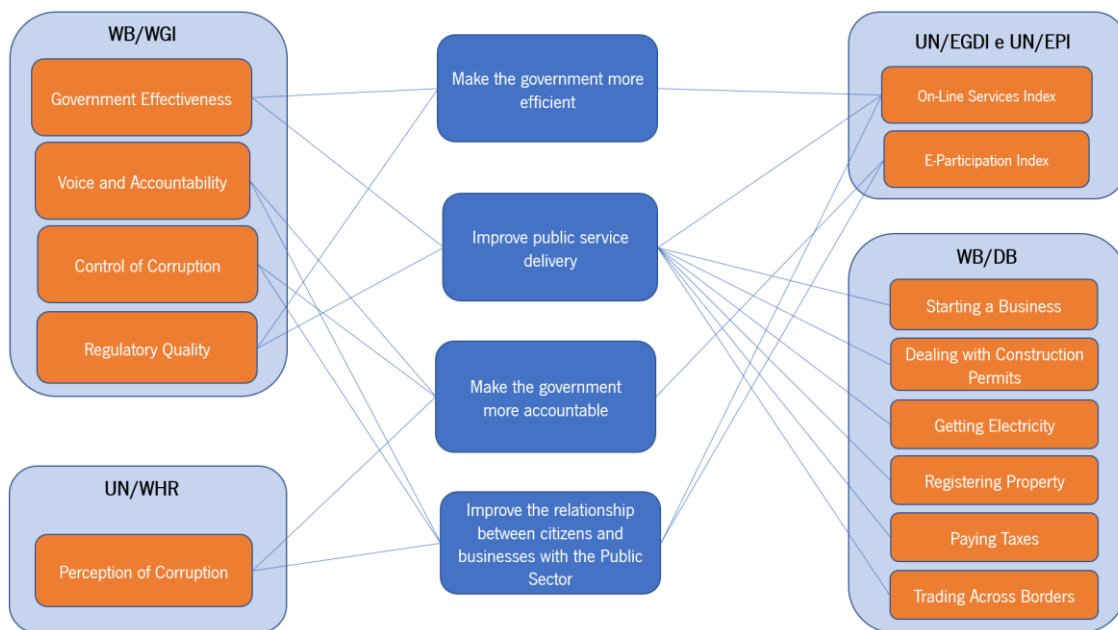 WB/WGI
Government Effectiveness
Voice and Accountability
Control of Corruption
Regulatory Quality
UN/WHR
Perception of Corruption
Make the government more
efficient
Improve public service
delivery
Make the government
more accountable
Improve the relationship
between citizens and
businesses with the Public
Sector
UN/EGDI e UN/EPI
On-Line Services Index
E-Participation Index
WB/DB
Starting a Business
Dealing with Construction
Permits
Getting Electricity
Registering Property
Paying Taxes
Trading Across Borders